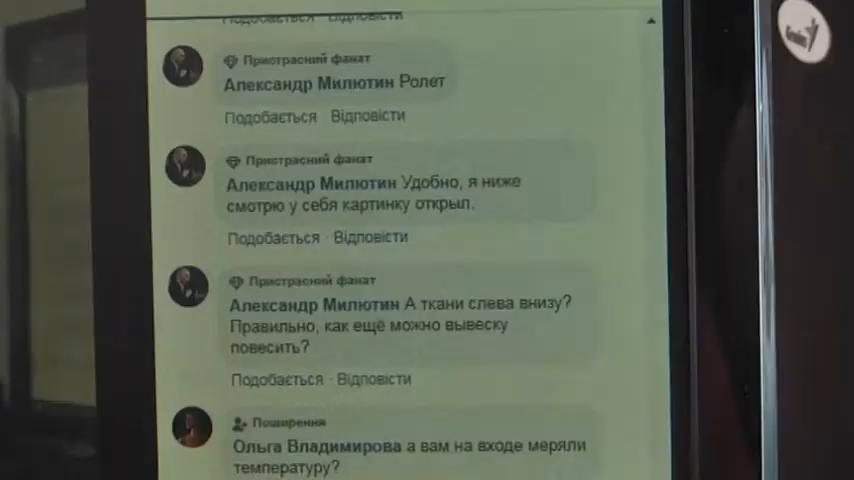 Подобається · Відповісти
Пристрасний фанат
Александр Милютин Ролет
Подобається · Відповісти
Пристрасний фанат
Александр Милютин Удобно, я ниже
смотрю у себя картинку открыл.
Подобається · Відповісти
Пристрасний фанат
Александр Милютин А ткани слева внизу?
Правильно, как ещё можно вывеску
повесить?
Подобається · Відповісти
Поширення
Ольга Владимирова а вам на входе меряли
температуру?